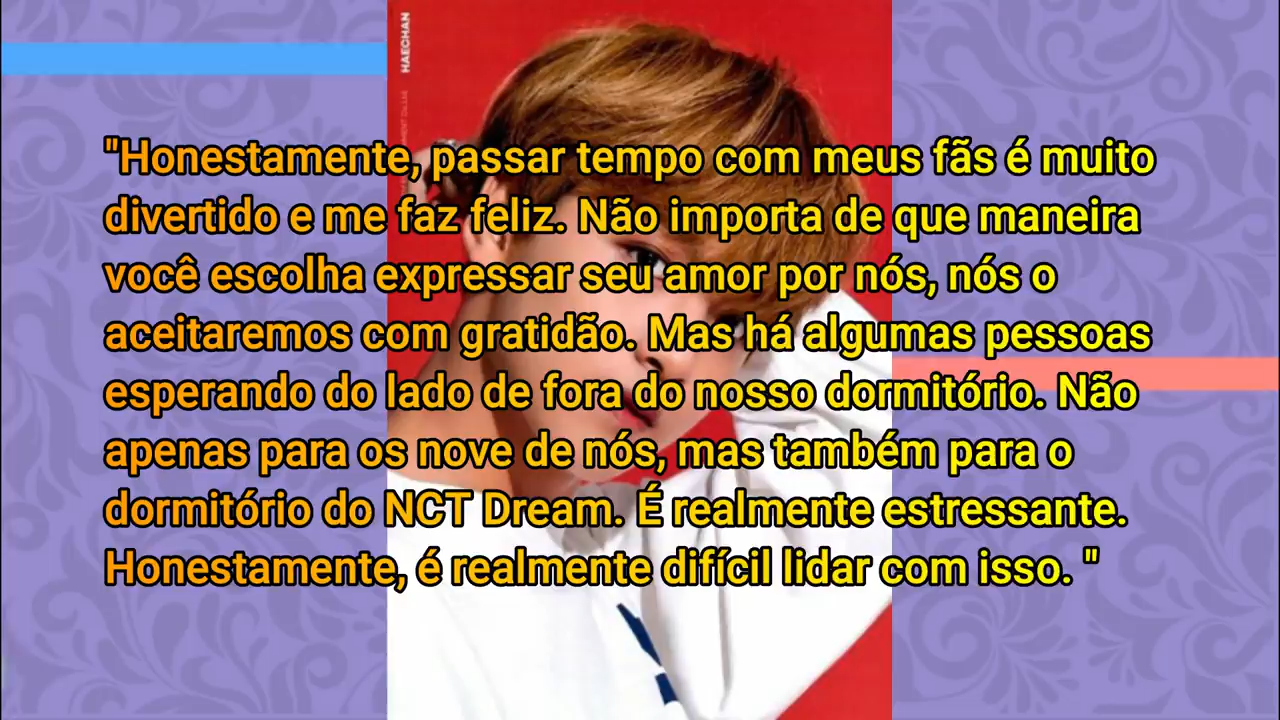 HAECHAN
"Honestamente, passar tempo com meus fãs é muito
divertido e me faz feliz. Não importa de que maneira
você escolha expressar seu amor por nós, nós o
aceitaremos com gratidão. Mas há algumas pessoas
esperando do lado de fora do nosso dormitório. Não
apenas para os nove de nós, mas também para o
dormitório do NCT Dream. É realmente estressante.
Honestamente, é realmente difícil lidar com isso. "